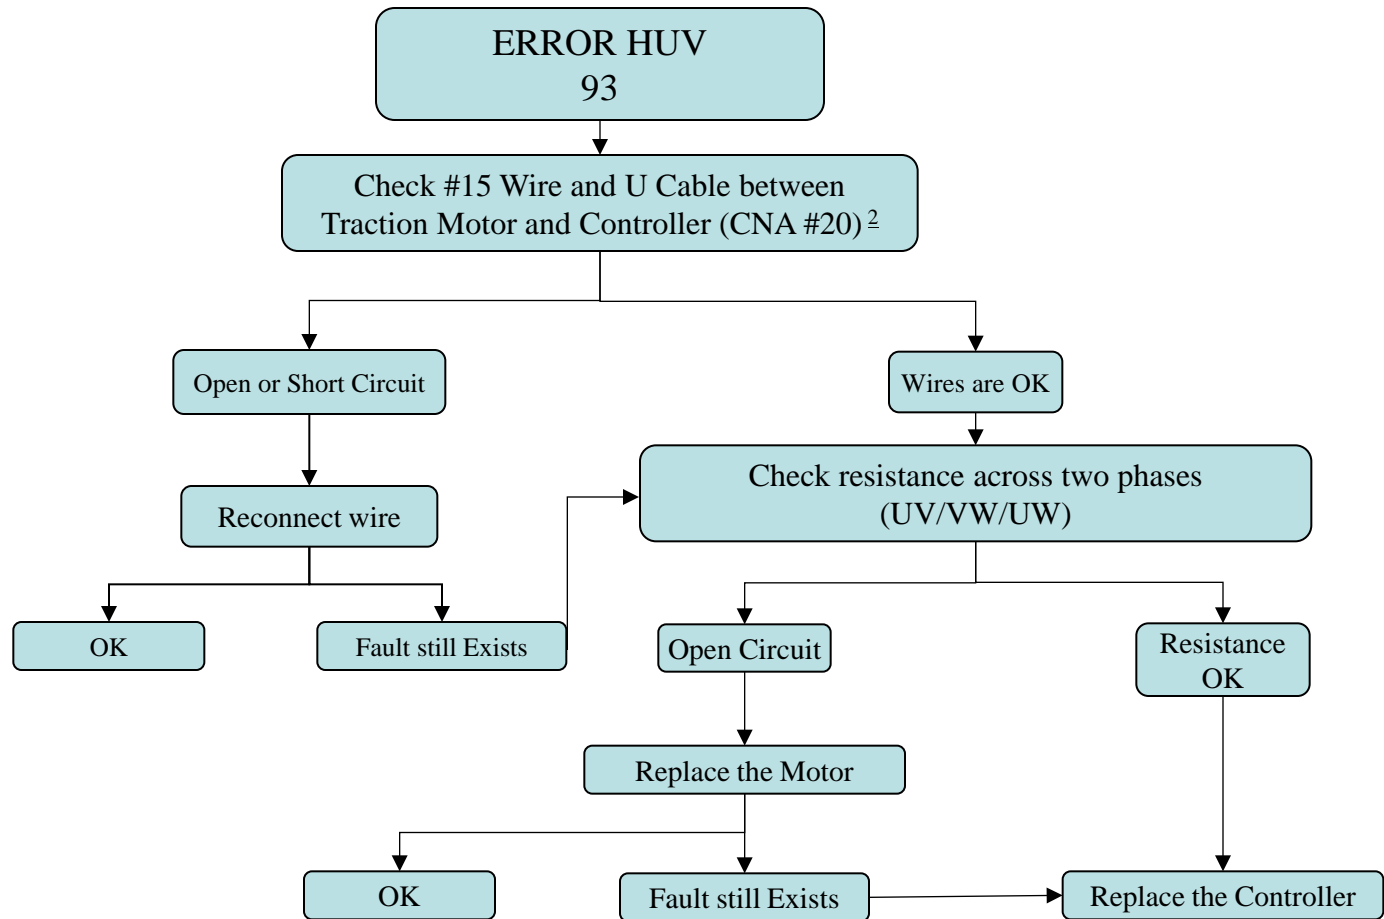 ERROR HUV
93
Check #15 Wire and U Cable between
Traction Motor and Controller (CNA #20) 2
Open or Short Circuit
Wires are OK
Check resistance across two phases
(UV/VW/UW)
Reconnect wire
OK
Fault still Exists
Open Circuit
Resistance
OK
Replace the Motor
OK
Fault still Exists
Replace the Controller